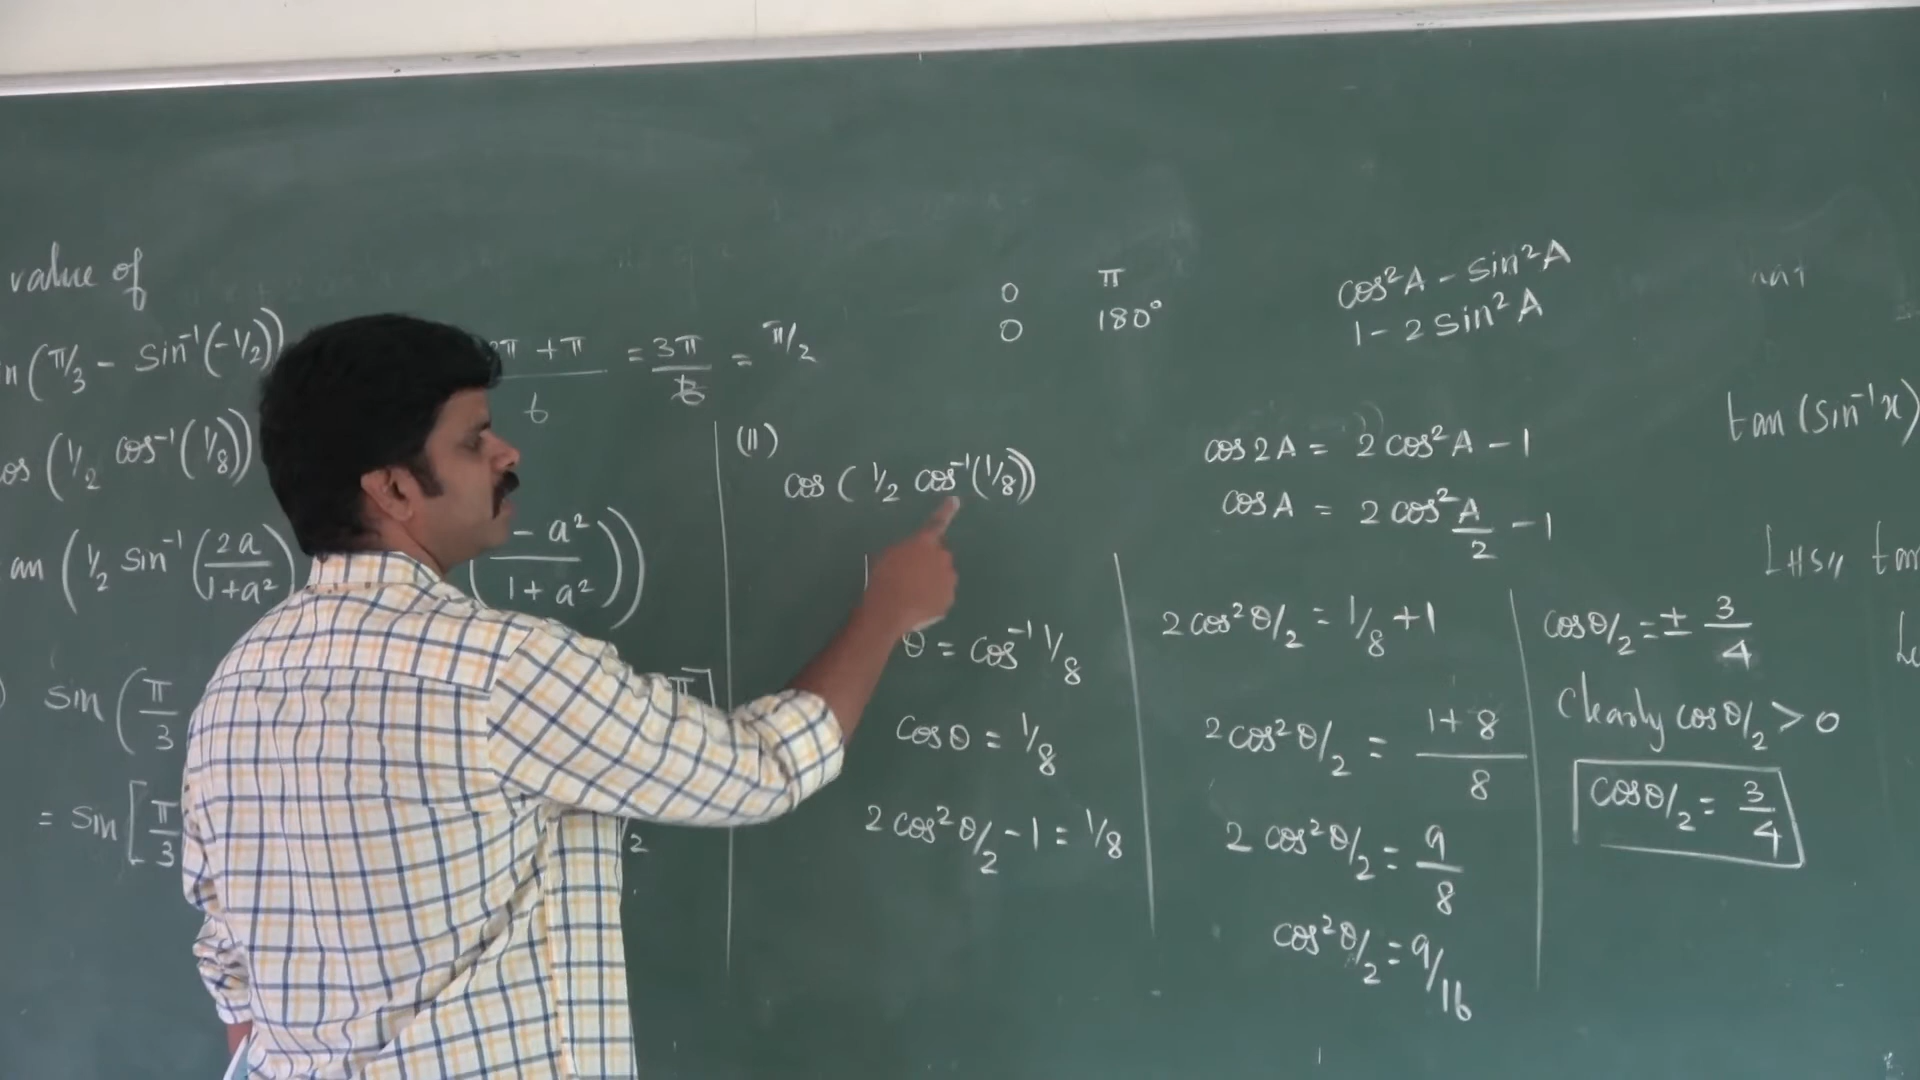 value of
(π/3 - sin⁻¹(-1/2))
(1/2 cos⁻¹(1/8))
(1/2 sin⁻¹(2a/1+a²)
- a²/1 + a²))
sin (π/3
= sin [π/3
π + π/6 = 3π/6 = π/2
(II)
cos (1/2 cos⁻¹(1/8))
θ = cos⁻¹ 1/8
cosθ = 1/8
2 cos² θ/2 - 1 = 1/8
0 π
0 180°
cos²A - sin²A
1 - 2 sin²A
cos 2A = 2 cos²A - 1
cos A = 2 cos² A/2 - 1
2 cos² θ/2 = 1/8 + 1
2 cos² θ/2 = 1 + 8/8
2 cos² θ/2 = 9/8
cos² θ/2 = 9/16
cos θ/2 = ± 3/4
Clearly cos θ/2 > 0
cos θ/2 = 3/4
tan (sin⁻¹x)
LHS// tan